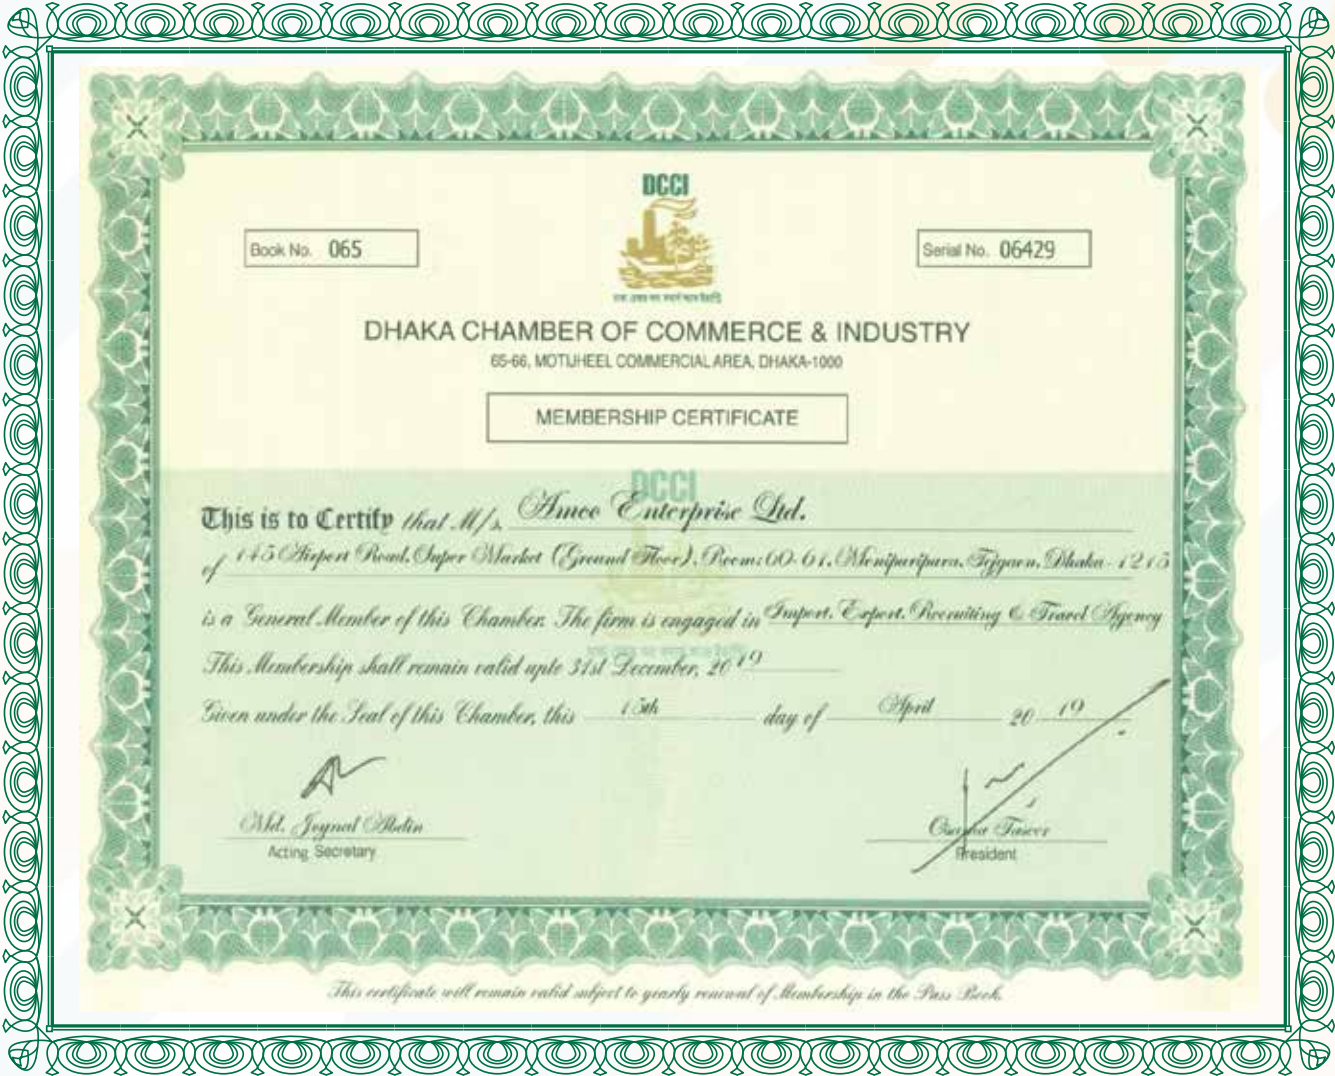 DCCI
Book No. 065
Serial No. 06429
DHAKA CHAMBER OF COMMERCE & INDUSTRY
65-66, MOTIJHEEL COMMERCIAL AREA, DHAKA-1000
MEMBERSHIP CERTIFICATE
DCCI
This is to Certify that M/s. Amco Enterprise Ltd.
of 145 Airport Road, Super Market (Ground Floor), Room: 60-61, Monipuripara, Tejgaon, Dhaka - 1215
is a General Member of this Chamber. The firm is engaged in Import, Export, Recruiting & Travel Agency
This Membership shall remain valid upto 31st December, 2019
Given under the Seal of this Chamber, this 15th day of April 2019
Md. Joynal Abdin
Acting Secretary
Osama Taseer
President
This certificate will remain valid subject to yearly renewal of Membership in the Pass Book.